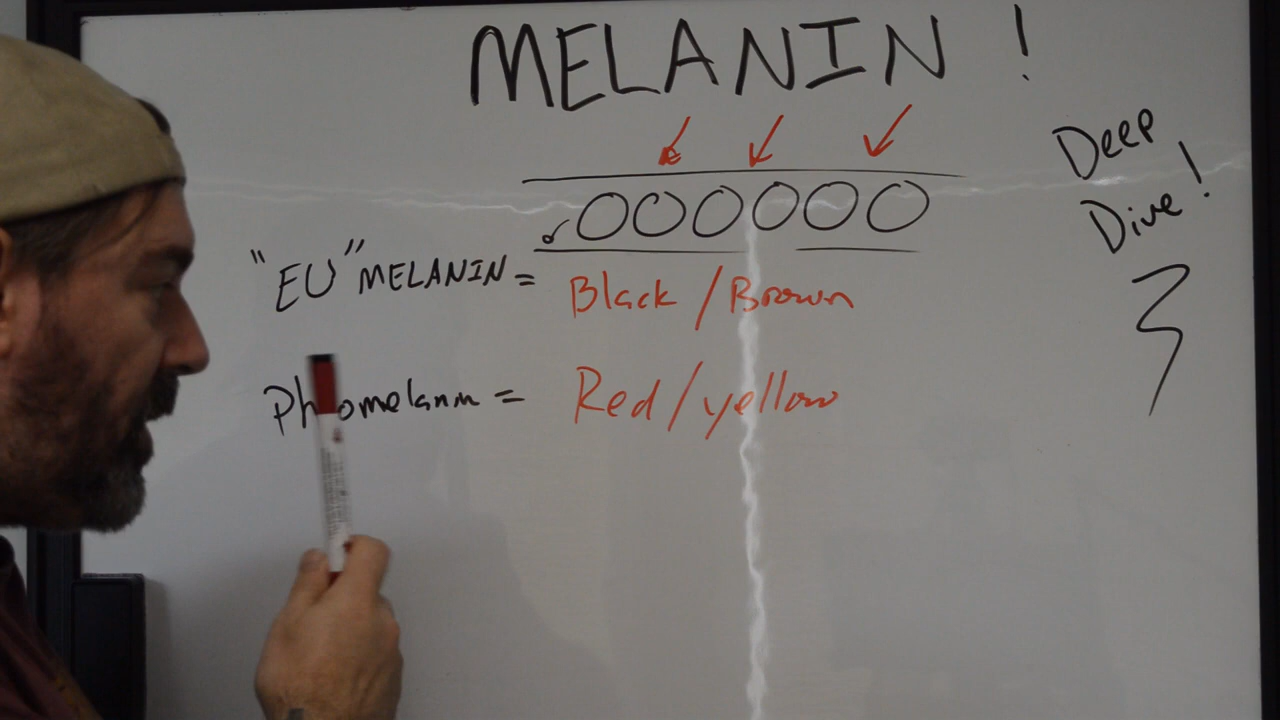 MELANIN !
Deep
Dive!
"EU" MELANIN = Black / Brown
= Red / yellow